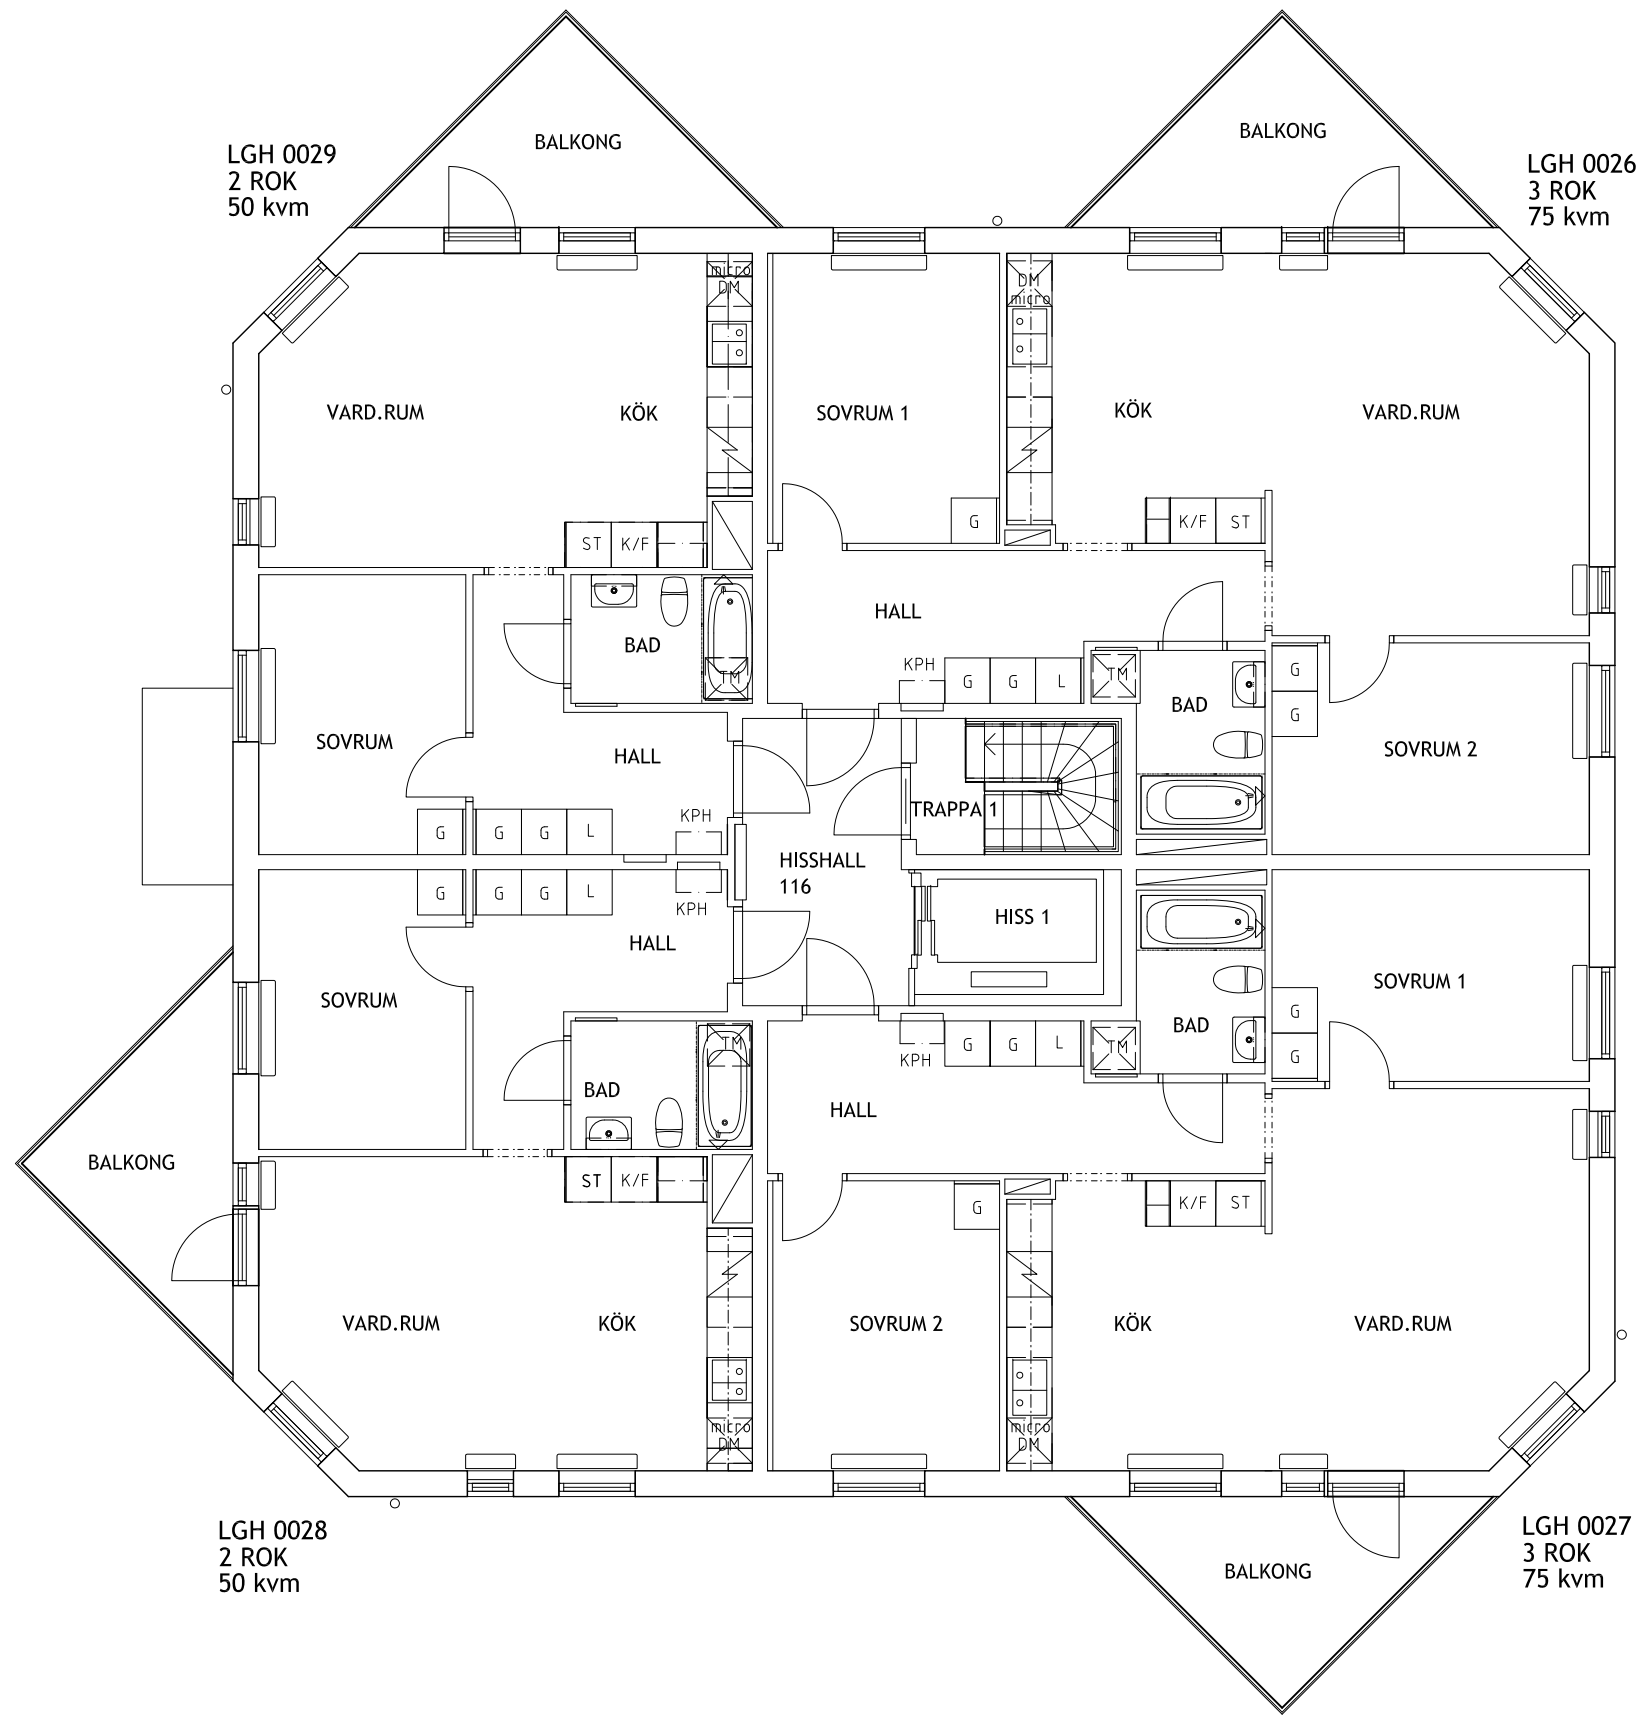 BALKONG
BALKONG
LGH 0029
2 ROK
50 kvm
LGH 0026
3 ROK
75 kvm
micro
DM
DM
micro
VARD.RUM
KÖK
SOVRUM 1
KÖK
VARD.RUM
G
K/F
ST
ST
K/F
HALL
BAD
KPH
G
G
L
TM
G
TM
BAD
G
SOVRUM
HALL
SOVRUM 2
TRAPPA 1
KPH
G
G
G
L
HISSHALL
116
G
G
G
L
KPH
HISS 1
HALL
SOVRUM
SOVRUM 1
G
BAD
TM
KPH
G
G
L
TM
G
BAD
HALL
BALKONG
ST
K/F
G
K/F
ST
VARD.RUM
KÖK
SOVRUM 2
KÖK
VARD.RUM
micro
DM
micro
DM
LGH 0028
2 ROK
50 kvm
LGH 0027
3 ROK
75 kvm
BALKONG